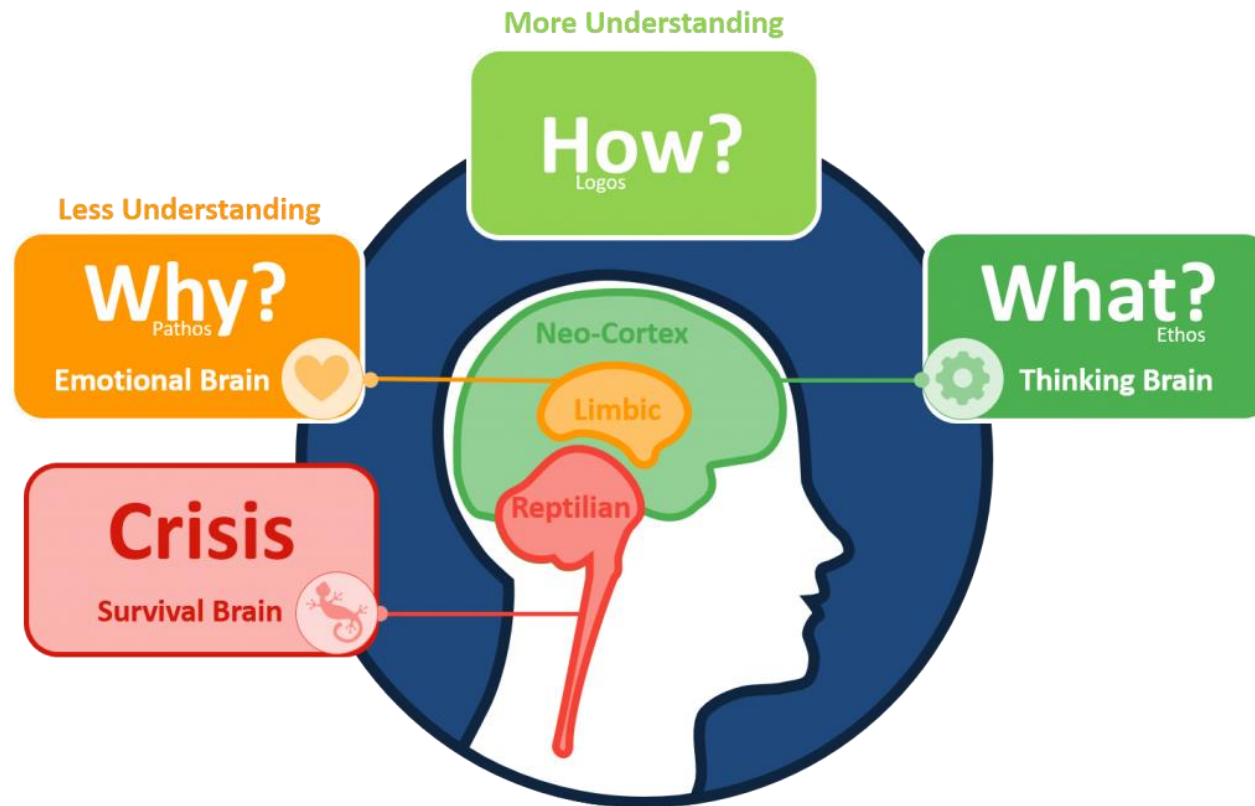 More Understanding
How?
Logos
Less Understanding
Why?
Pathos
Emotional Brain
What?
Ethos
Thinking Brain
Neo-Cortex
Limbic
Reptilian
Crisis
Survival Brain